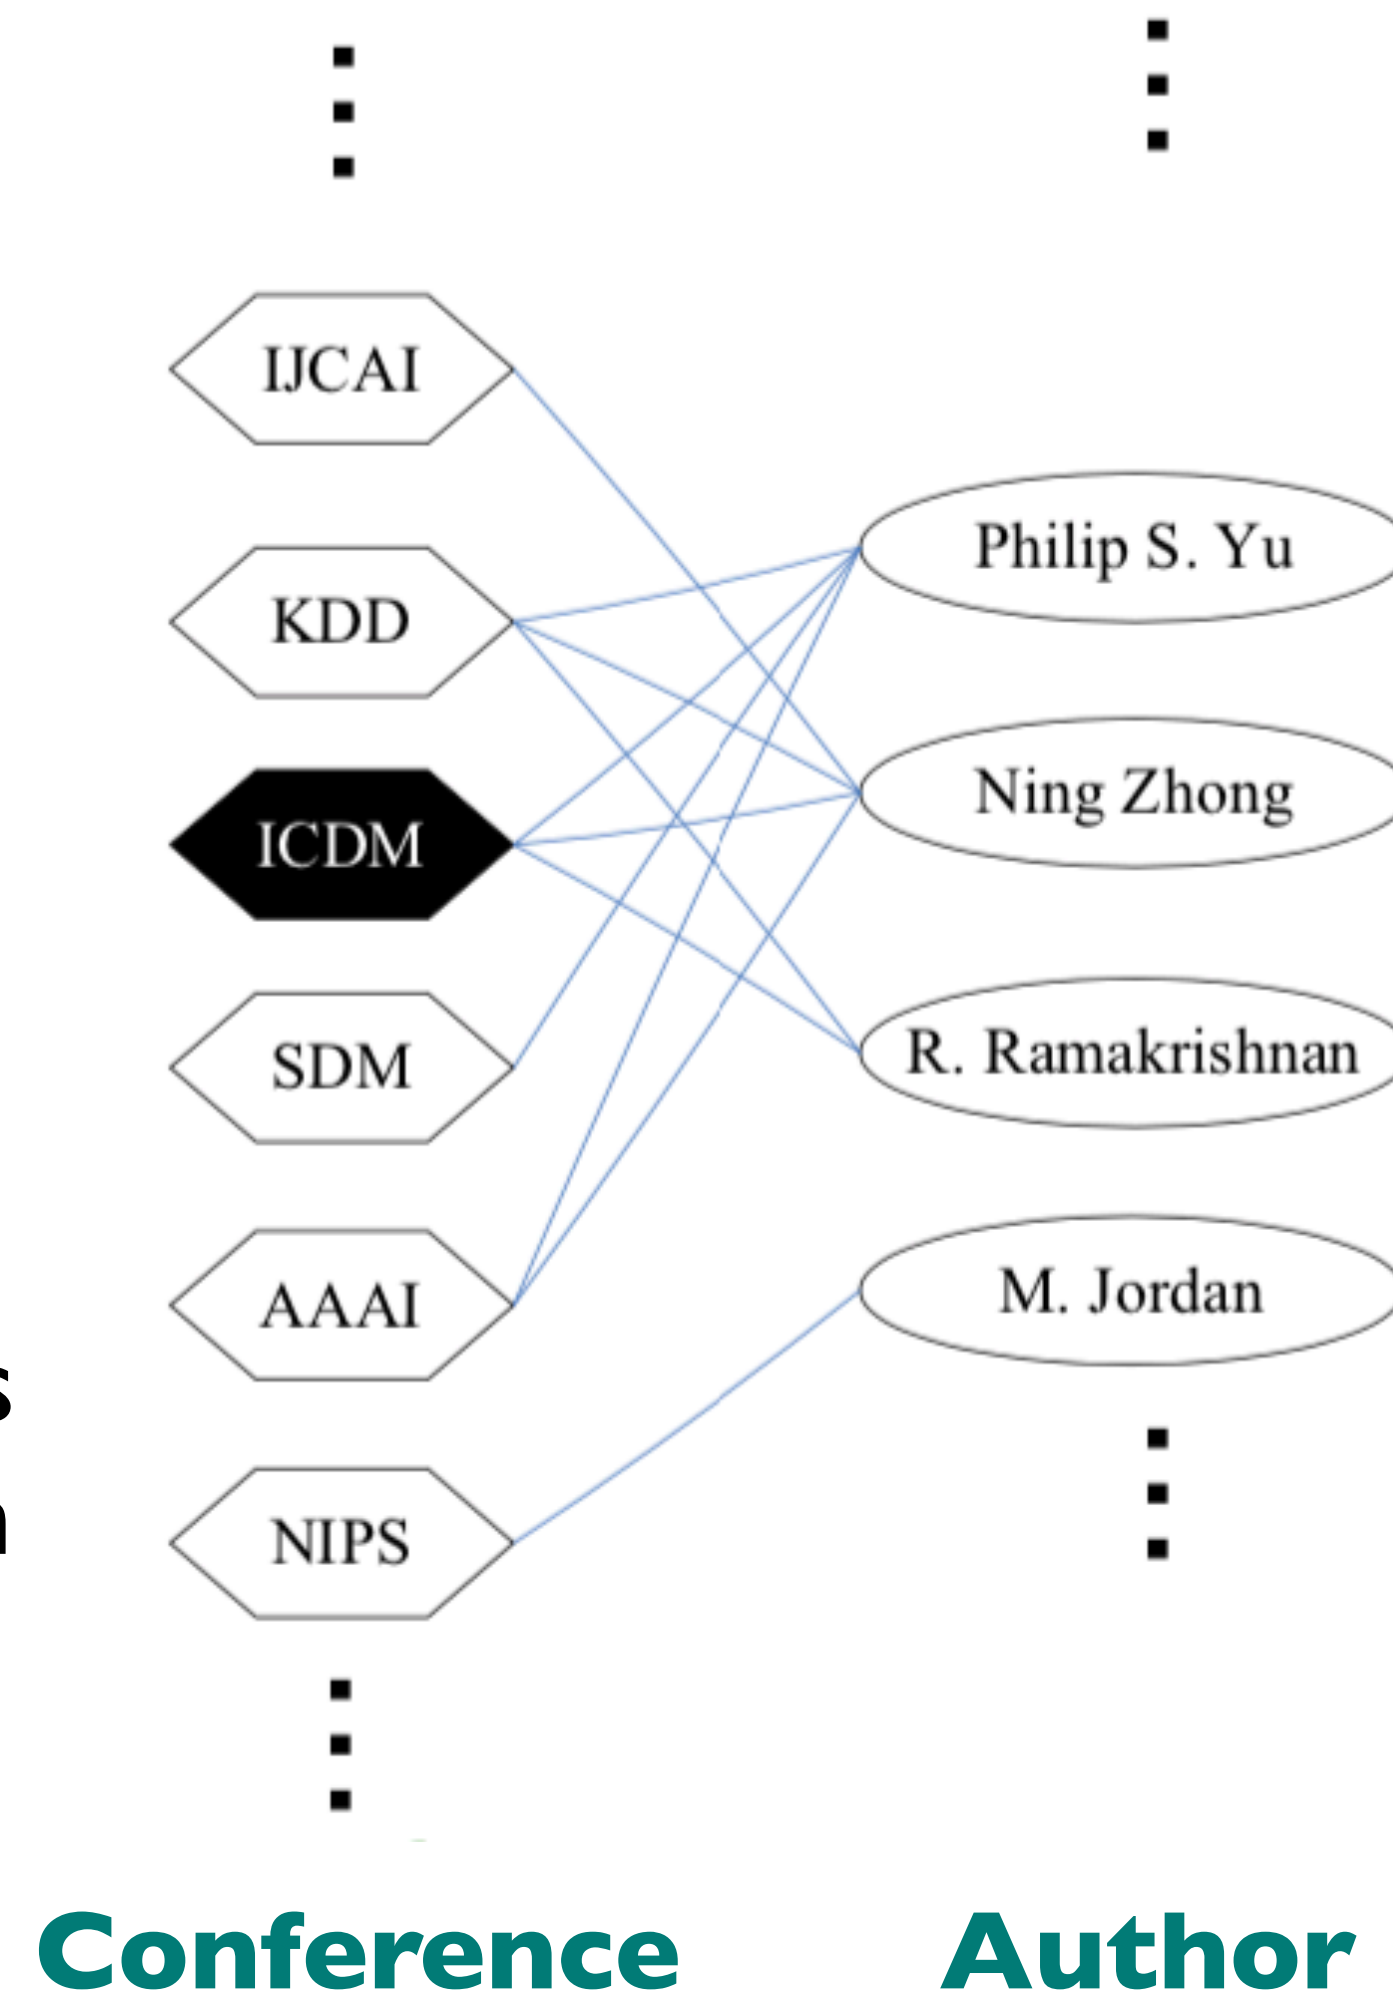 IJCAI
Philip S. Yu
KDD
Ning Zhong
ICDM
R. Ramakrishnan
SDM
M. Jordan
AAAI
NIPS
Conference Author